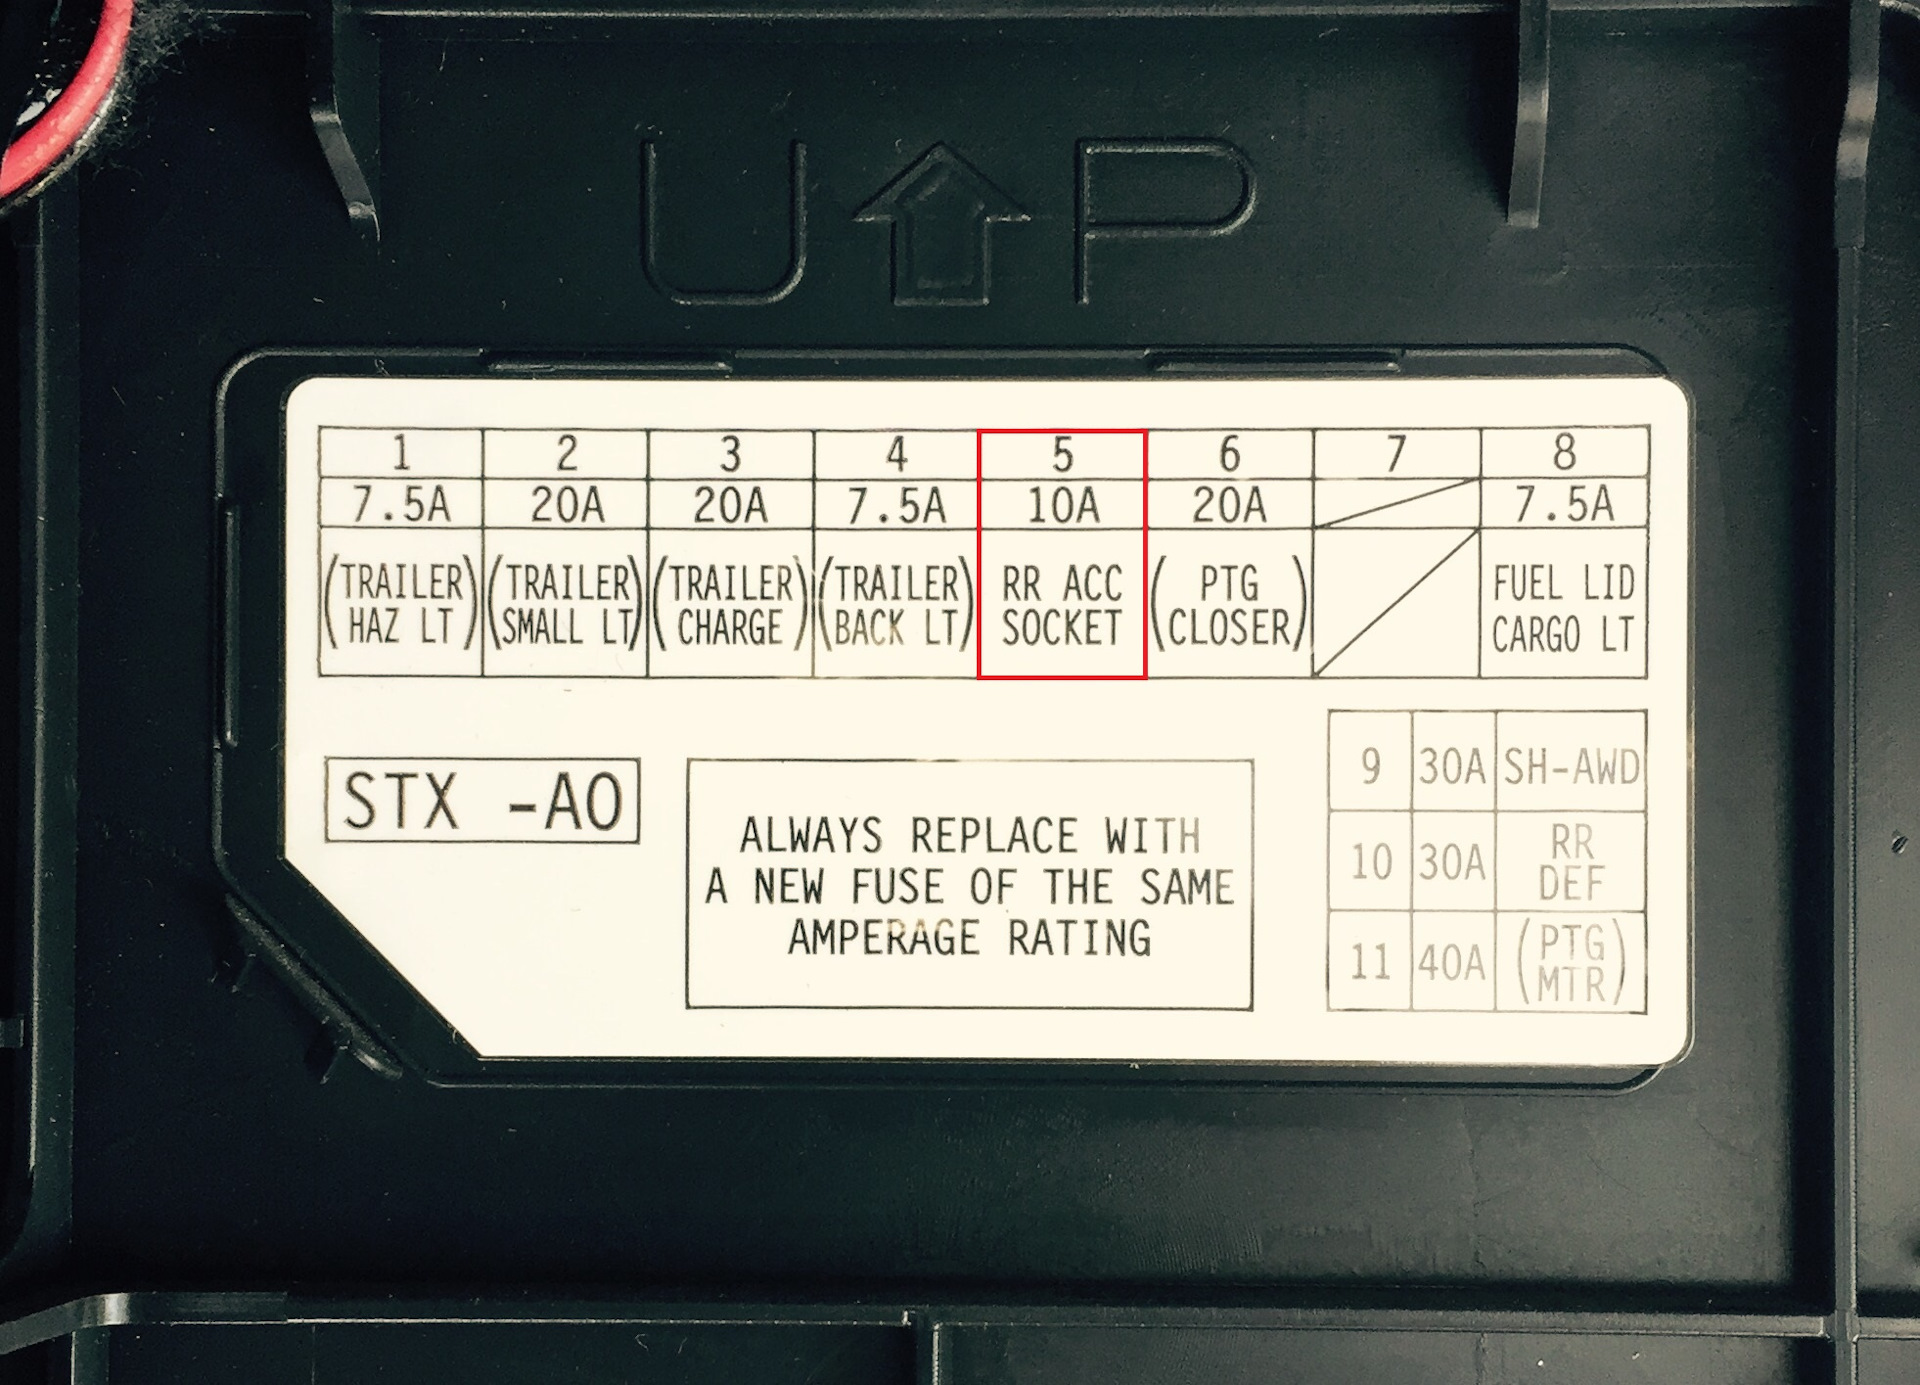 UP
1 2 3 4 5 6 7 8
7.5A 20A 20A 7.5A 10A 20A 7.5A
(TRAILER HAZ LT) (TRAILER SMALL LT) (TRAILER CHARGE) (TRAILER BACK LT) RR ACC SOCKET (PTG CLOSER) FUEL LID CARGO LT
STX -A0
ALWAYS REPLACE WITH
A NEW FUSE OF THE SAME
AMPERAGE RATING
9 30A SH-AWD
10 30A RR DEF
11 40A (PTG MTR)